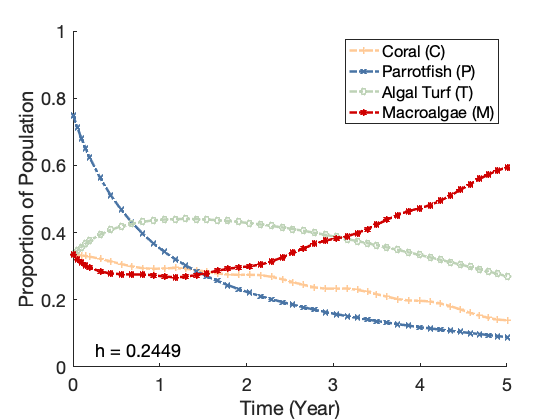 1
0.8
0.6
0.4
0.2
0
Proportion of Population
Coral (C)
Parrotfish (P)
Algal Turf (T)
Macroalgae (M)
h = 0.2449
0 1 2 3 4 5
Time (Year)